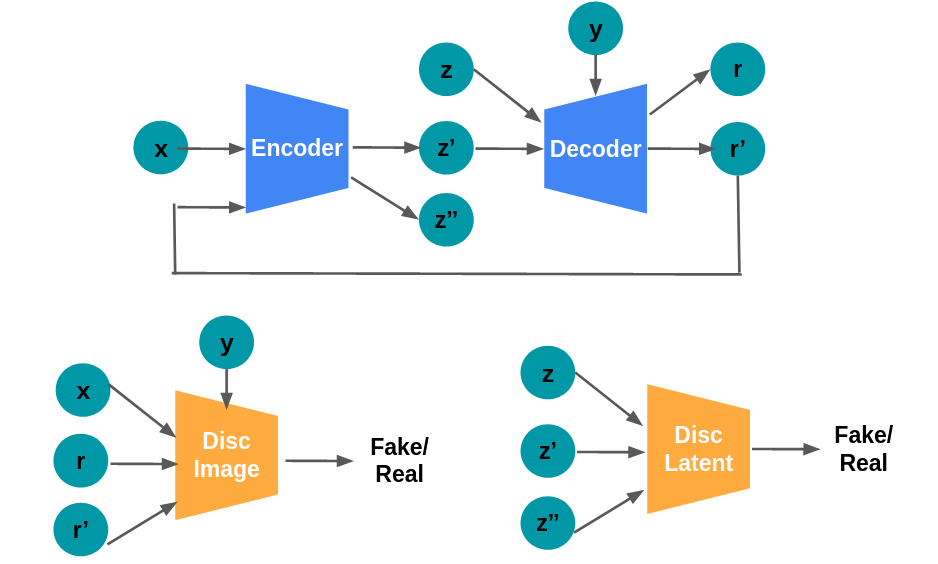 y
z
r
x
Encoder
z’
Decoder
r’
z’’
y
x
z
r
Disc
Image
Fake/
Real
z’
Disc
Latent
Fake/
Real
r’
z’’